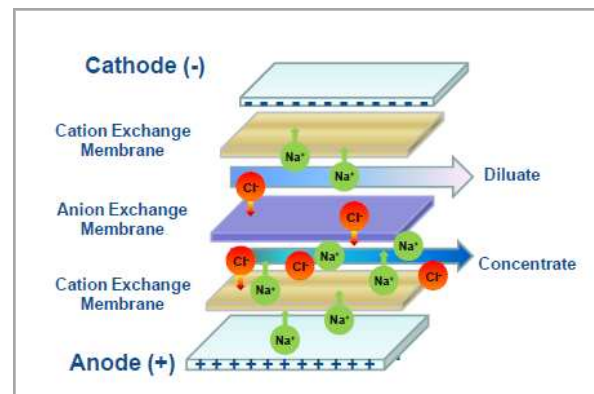 Cathode (-)
Cation Exchange
Membrane
Na⁺
Na⁺
Diluate
Cl⁻
Anion Exchange
Membrane
Cl⁻
Na⁺
Na⁺
Cl⁻
Cl⁻
Concentrate
Cation Exchange
Membrane
Na⁺
Na⁺
Cl⁻
Na⁺
Na⁺
Anode (+)